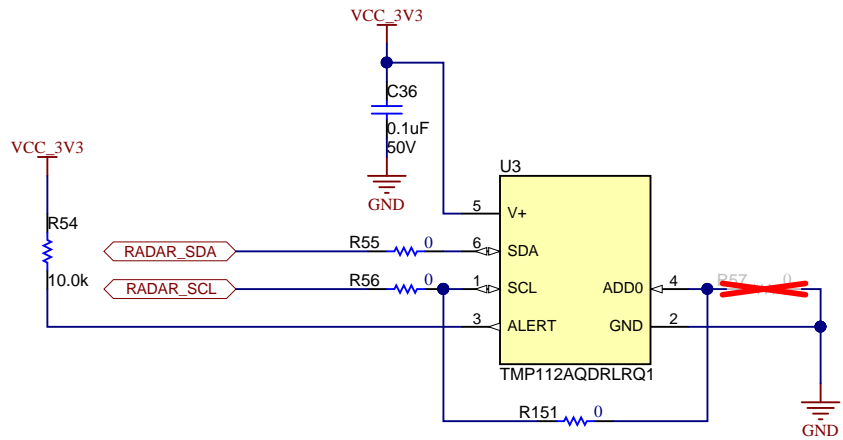 VCC_3V3
C36
0.1uF
50V
GND
VCC_3V3
R54
10.0k
U3
5 V+
RADAR_SDA R55 0 6 SDA
RADAR_SCL R56 0 1 SCL ADD0 4 R57 0
3 ALERT GND 2
TMP112AQDRLRQ1
R151 0
GND